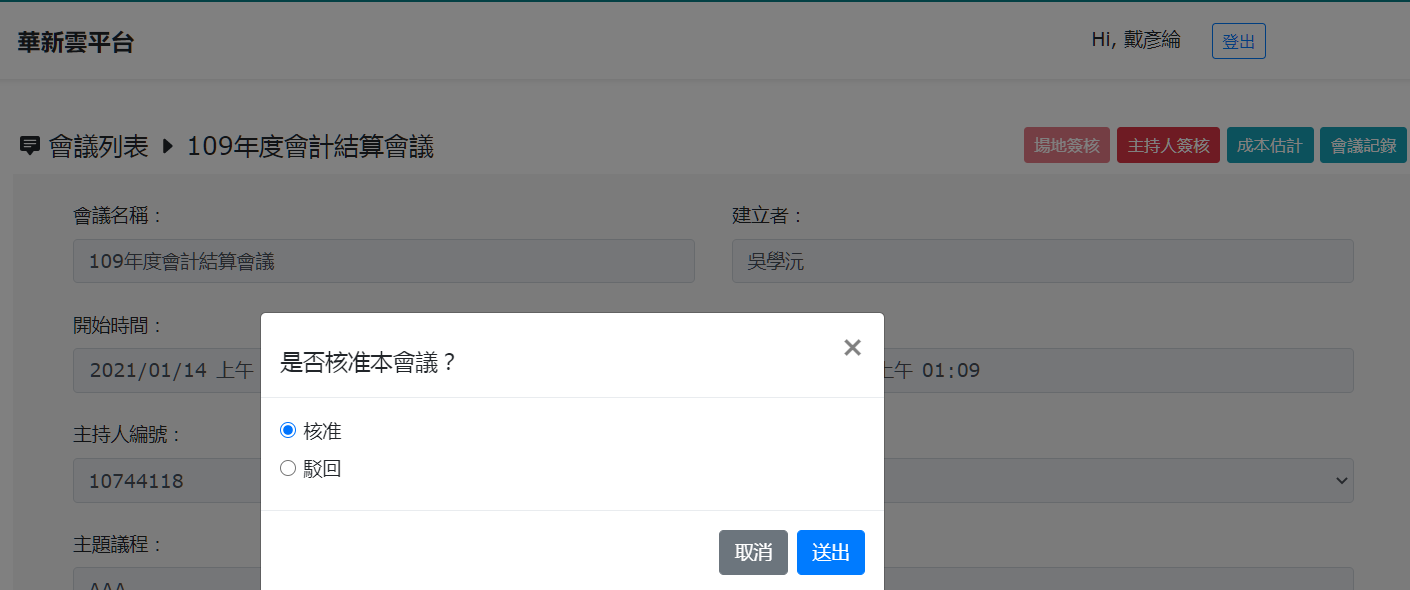 華新雲平台
Hi, 戴彥綸 登出
會議列表 109年度會計結算會議
場地簽核 主持人簽核 成本估計 會議記錄
會議名稱：
建立者：
109年度會計結算會議
吳學沅
開始時間：
2021/01/14 上午
上午 01:09
是否核准本會議？ ×
核准
駁回
取消 送出
主持人編號：
10744118
主題議程：
AAA